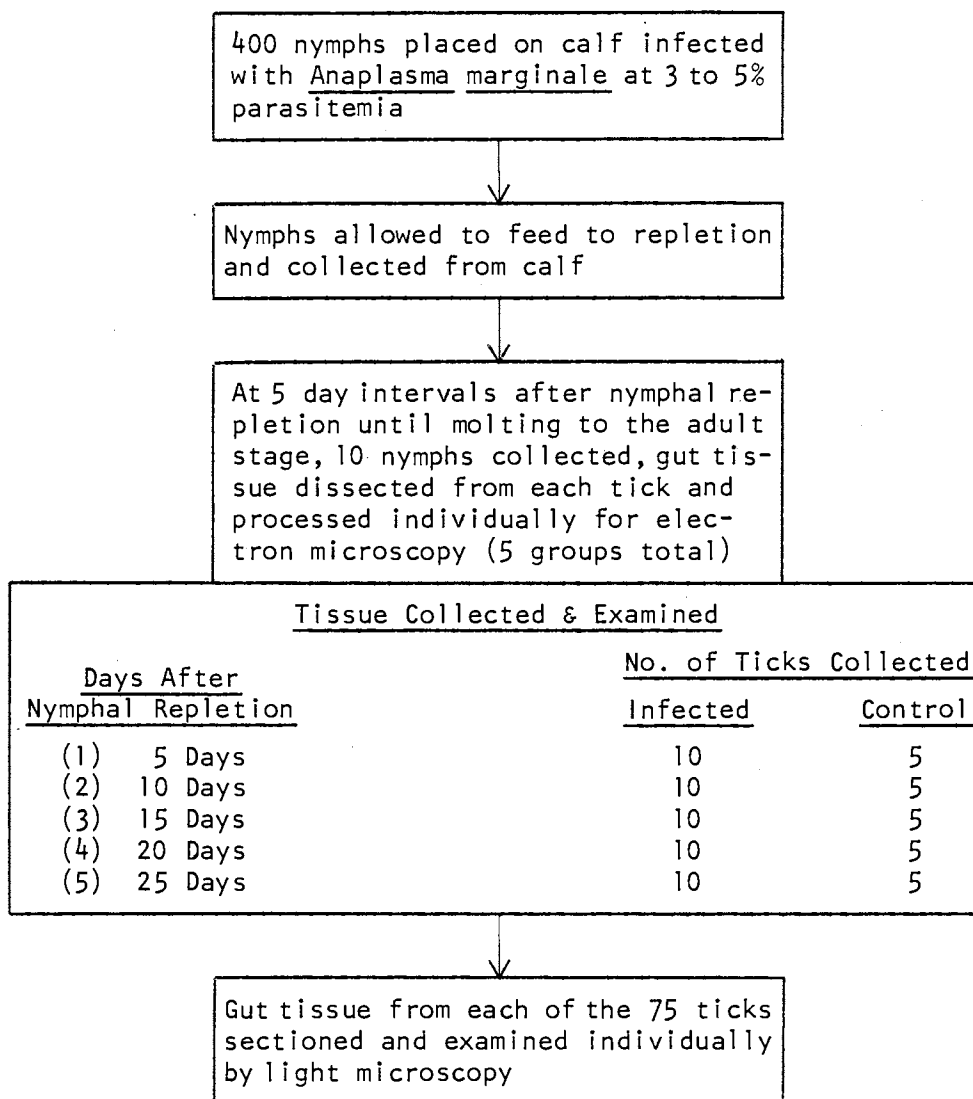 400 nymphs placed on calf infected
with Anaplasma marginale at 3 to 5%
parasitemia
Nymphs allowed to feed to repletion
and collected from calf
At 5 day intervals after nymphal re-
pletion until molting to the adult
stage, 10 nymphs collected, gut tis-
sue dissected from each tick and
processed individually for elec-
tron microscopy (5 groups total)
Tissue Collected & Examined
Days After
Nymphal Repletion
No. of Ticks Collected
Infected Control
(1) 5 Days 10 5
(2) 10 Days 10 5
(3) 15 Days 10 5
(4) 20 Days 10 5
(5) 25 Days 10 5
Gut tissue from each of the 75 ticks
sectioned and examined individually
by light microscopy